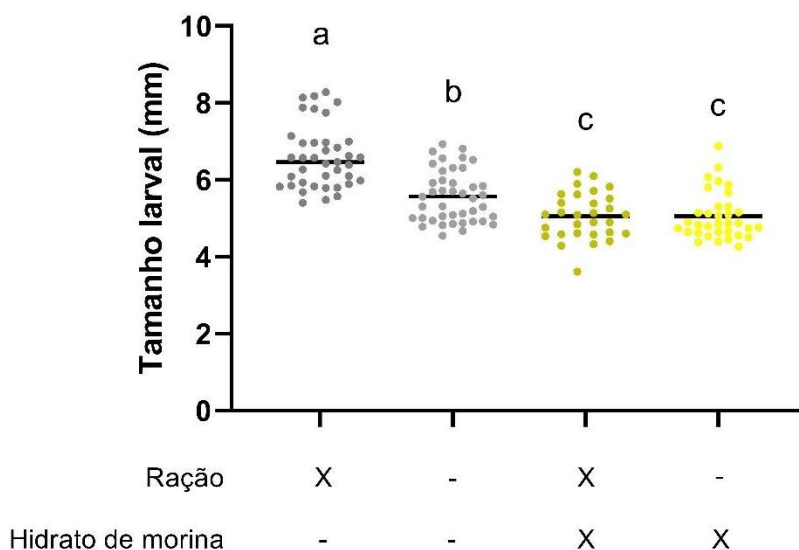 Tamanho larval (mm)
10
8
6
4
2
0
a
b
c
c
Ração X - X -
Hidrato de morina - - X X